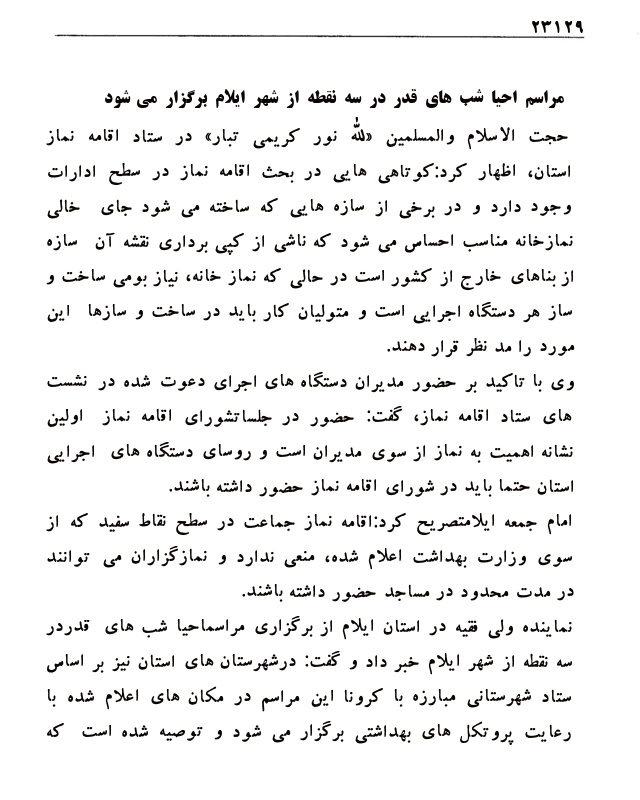 ۲۳۱۲۹
مراسم احیا شب های قدر در سه نقطه از شهر ایلام برگزار می شود
حجت الاسلام والمسلمین «لله نور کریمی تبار» در ستاد اقامه نماز
استان، اظهار کرد:کوتاهی هایی در بحث اقامه نماز در سطح ادارات
وجود دارد و در برخی از سازه هایی که ساخته می شود جای خالی
نمازخانه مناسب احساس می شود که ناشی از کپی برداری نقشه آن سازه
از بناهای خارج از کشور است در حالی که نماز خانه، نیاز بومی ساخت و
ساز هر دستگاه اجرایی است و متولیان کار باید در ساخت و سازها این
مورد را مد نظر قرار دهند.
وی با تاکید بر حضور مدیران دستگاه های اجرای دعوت شده در نشست
های ستاد اقامه نماز، گفت: حضور در جلساتشورای اقامه نماز اولین
نشانه اهمیت به نماز از سوی مدیران است و روسای دستگاه های اجرایی
استان حتما باید در شورای اقامه نماز حضور داشته باشند.
امام جمعه ایلامتصریح کرد:اقامه نماز جماعت در سطح نقاط سفید که از
سوی وزارت بهداشت اعلام شده، منعی ندارد و نمازگزاران می توانند
در مدت محدود در مساجد حضور داشته باشند.
نماینده ولی فقیه در استان ایلام از برگزاری مراسماحیا شب های قدردر
سه نقطه از شهر ایلام خبر داد و گفت: درشهرستان های استان نیز بر اساس
ستاد شهرستانی مبارزه با کرونا این مراسم در مکان های اعلام شده با
رعایت پروتکل های بهداشتی برگزار می شود و توصیه شده است که